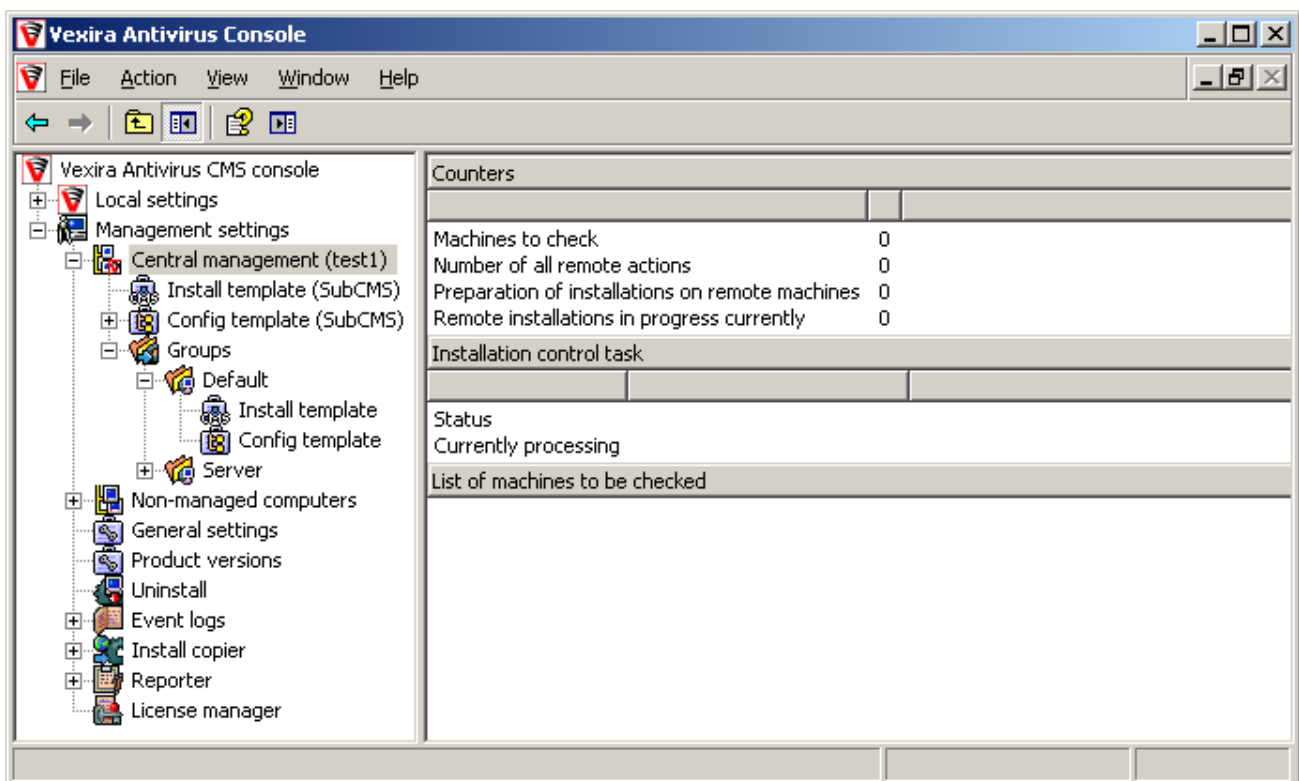 Vexira Antivirus Console
File Action View Window Help
Vexira Antivirus CMS console
Local settings
Management settings
Central management (test1)
Install template (SubCMS)
Config template (SubCMS)
Groups
Default
Install template
Config template
Server
Non-managed computers
General settings
Product versions
Uninstall
Event logs
Install copier
Reporter
License manager
Counters
Machines to check 0
Number of all remote actions 0
Preparation of installations on remote machines 0
Remote installations in progress currently 0
Installation control task
Status
Currently processing
List of machines to be checked